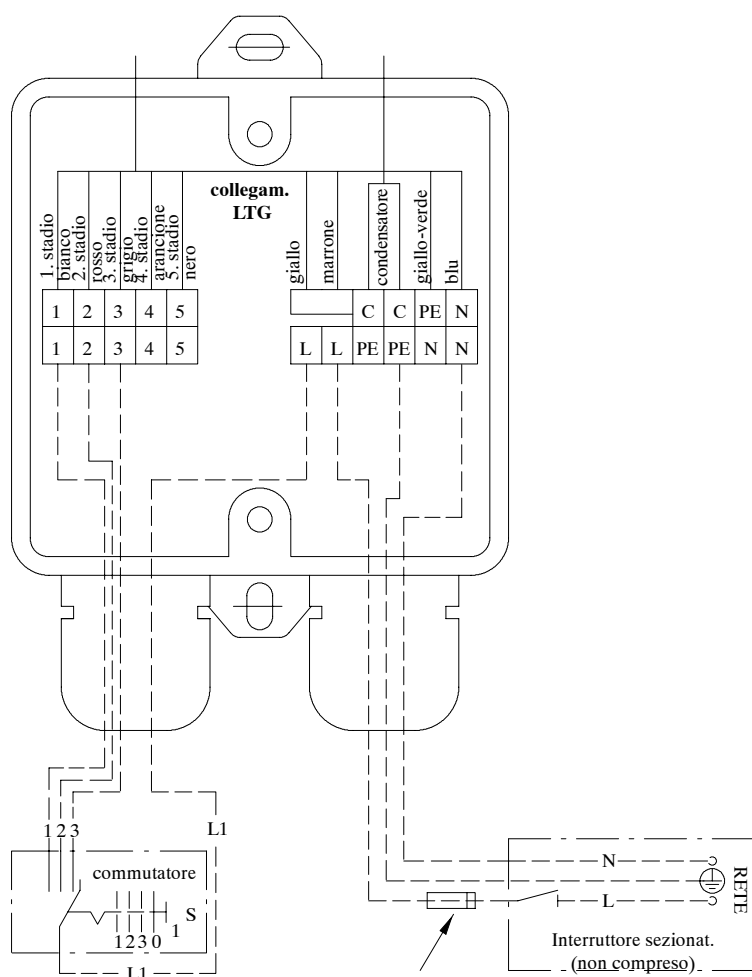 collegam.
LTG
1. stadio
bianco
2. stadio
rosso
3. stadio
grigio
4. stadio
arancione
5. stadio
nero
giallo
marrone
condensatore
giallo-verde
blu
1 2 3 4 5
C C PE N
1 2 3 4 5
L L PE PE N N
1 2 3
L1
commutatore
S
1
1 2 3 0
L1
N
L
RETE
Interruttore sezionat.
(non compreso)